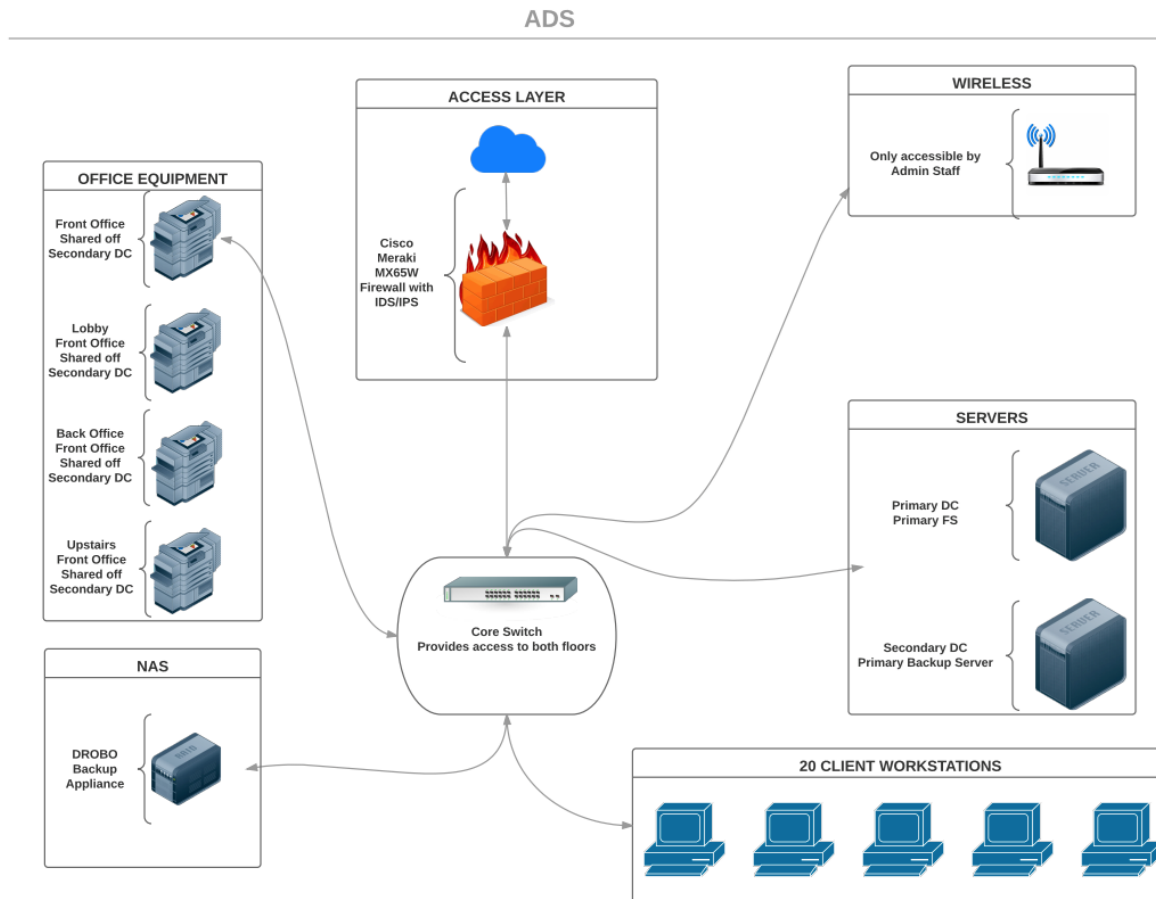 ADS
ACCESS LAYER
Cisco
Meraki
MX65W
Firewall with
IDS/IPS
WIRELESS
Only accessible by
Admin Staff
OFFICE EQUIPMENT
Front Office
Shared off
Secondary DC
Lobby
Front Office
Shared off
Secondary DC
Back Office
Front Office
Shared off
Secondary DC
Upstairs
Front Office
Shared off
Secondary DC
SERVERS
Primary DC
Primary FS
SERVER
Secondary DC
Primary Backup Server
SERVER
Core Switch
Provides access to both floors
NAS
DROBO
Backup
Appliance
20 CLIENT WORKSTATIONS